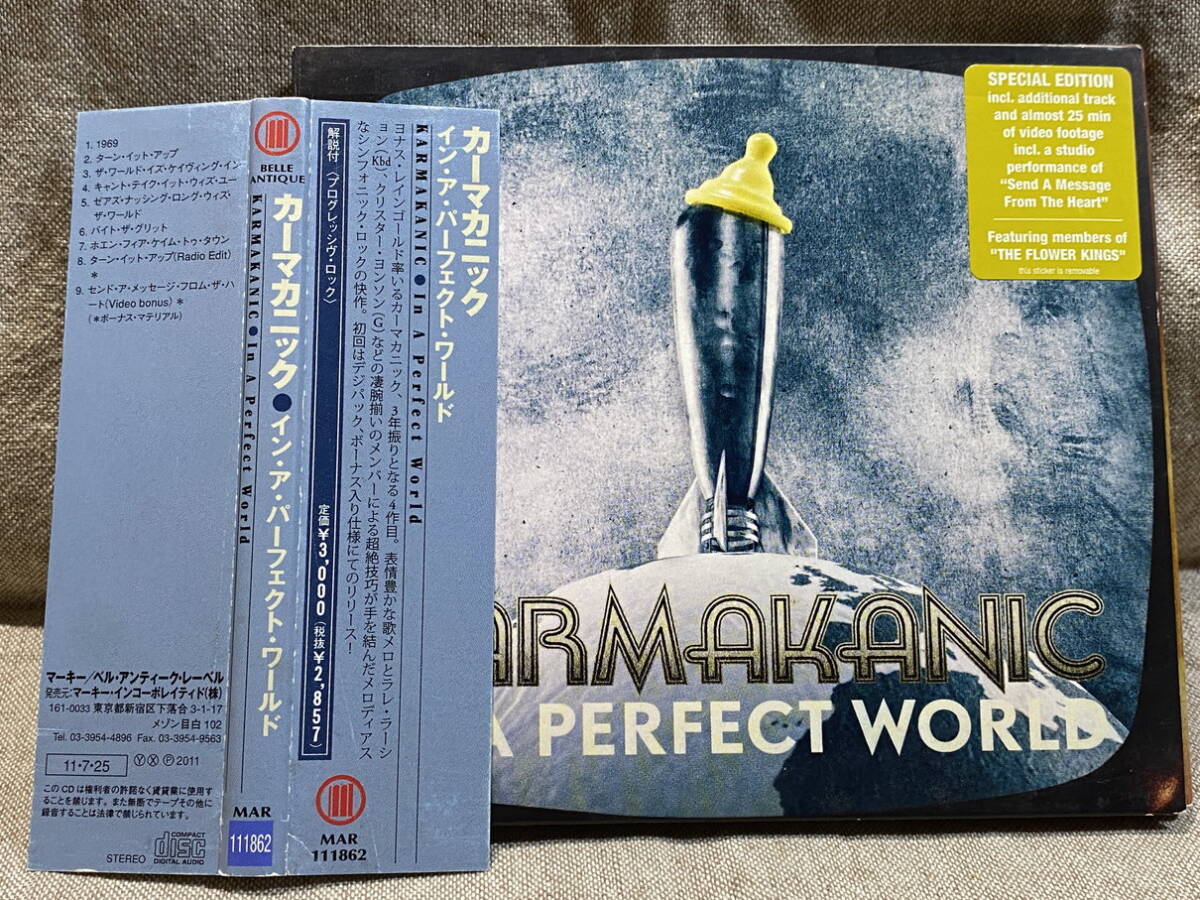 1. 1969
2. ターン・イット・アップ
3. ザ・ワールド・イズ・ケイヴィング・イン
4. キャント・テイク・イット・ウィズ・ユー
5. ゼアズ・ナッシング・ロング・ウィズ・
ザ・ワールド
6. バイト・ザ・グリット
7. ホエン・フィア・ケイム・トゥ・タウン
8. ターン・イット・アップ(Radio Edit)
*
9. センド・ア・メッセージ・フロム・ザ・ハ
ート(Video bonus) *
(*ボーナス・マテリアル)
マーキー/ベル・アンティーク・レーベル
発売元:マーキー・インコーポレイティド(株)
161-0033 東京都新宿区下落合 3-1-17
メゾン目白 102
Tel. 03-3954-4896 Fax. 03-3954-9563
11・7・25
ⓎⓍ Ⓟ 2011
このCDは権利者の許諾なく賃貸業に使用す
ることを禁じます。また無断でテープその他に
録音することは法律で禁じられています。
STEREO
COMPACT
disc
DIGITAL AUDIO
BELLE
ANTIQUE
カーマカニック ● イン・ア・パーフェクト・ワールド
KARMAKANIC ● In A Perfect World
MAR
111862
カーマカニック
イン・ア・パーフェクト・ワールド
KARMAKANIC ● In A Perfect World
ヨナス・レインゴールド率いるカーマカニック、3年振りとなる4作目。表情豊かな歌メロとラレ・ラーシ
ョン(Kbd)、クリスター・ヨンソン(G)などの凄腕揃いのメンバーによる超絶技巧が手を結んだメロディアス
なシンフォニック・ロックの快作。初回はデジパック、ボーナス入り仕様にてのリリース!
解説付 〈プログレッシヴ・ロック〉
定価¥3,000(税抜¥2,857)
MAR
111862
SPECIAL EDITION
incl. additional track
and almost 25 min
of video footage
incl. a studio
performance of
"Send A Message
From The Heart"
Featuring members of
"THE FLOWER KINGS"
this sticker is removable
ARMAKANIC
A PERFECT WORLD